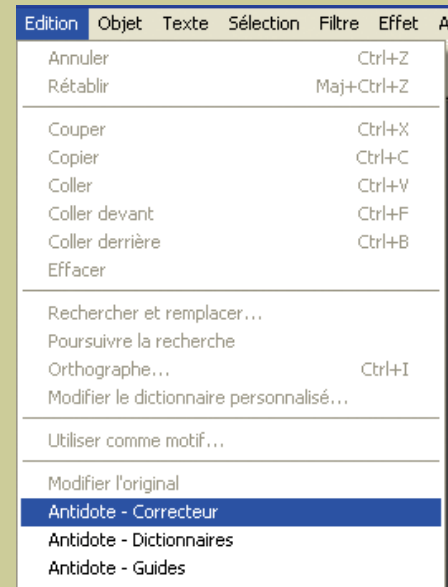 Edition Objet Texte Sélection Filtre Effet A
Annuler Ctrl+Z
Rétablir Maj+Ctrl+Z
Couper Ctrl+X
Copier Ctrl+C
Coller Ctrl+V
Coller devant Ctrl+F
Coller derrière Ctrl+B
Effacer
Rechercher et remplacer...
Poursuivre la recherche
Orthographe... Ctrl+I
Modifier le dictionnaire personnalisé...
Utiliser comme motif...
Modifier l'original
Antidote - Correcteur
Antidote - Dictionnaires
Antidote - Guides